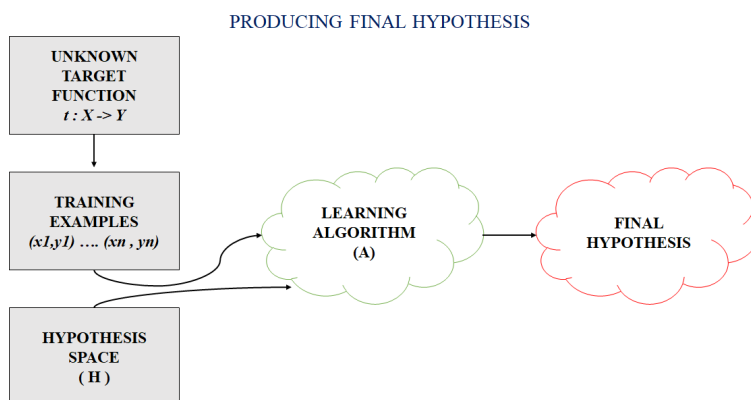 PRODUCING FINAL HYPOTHESIS
UNKNOWN
TARGET
FUNCTION
t : X -> Y
TRAINING
EXAMPLES
(x1,y1) .... (xn , yn)
HYPOTHESIS
SPACE
( H )
LEARNING
ALGORITHM
(A)
FINAL
HYPOTHESIS